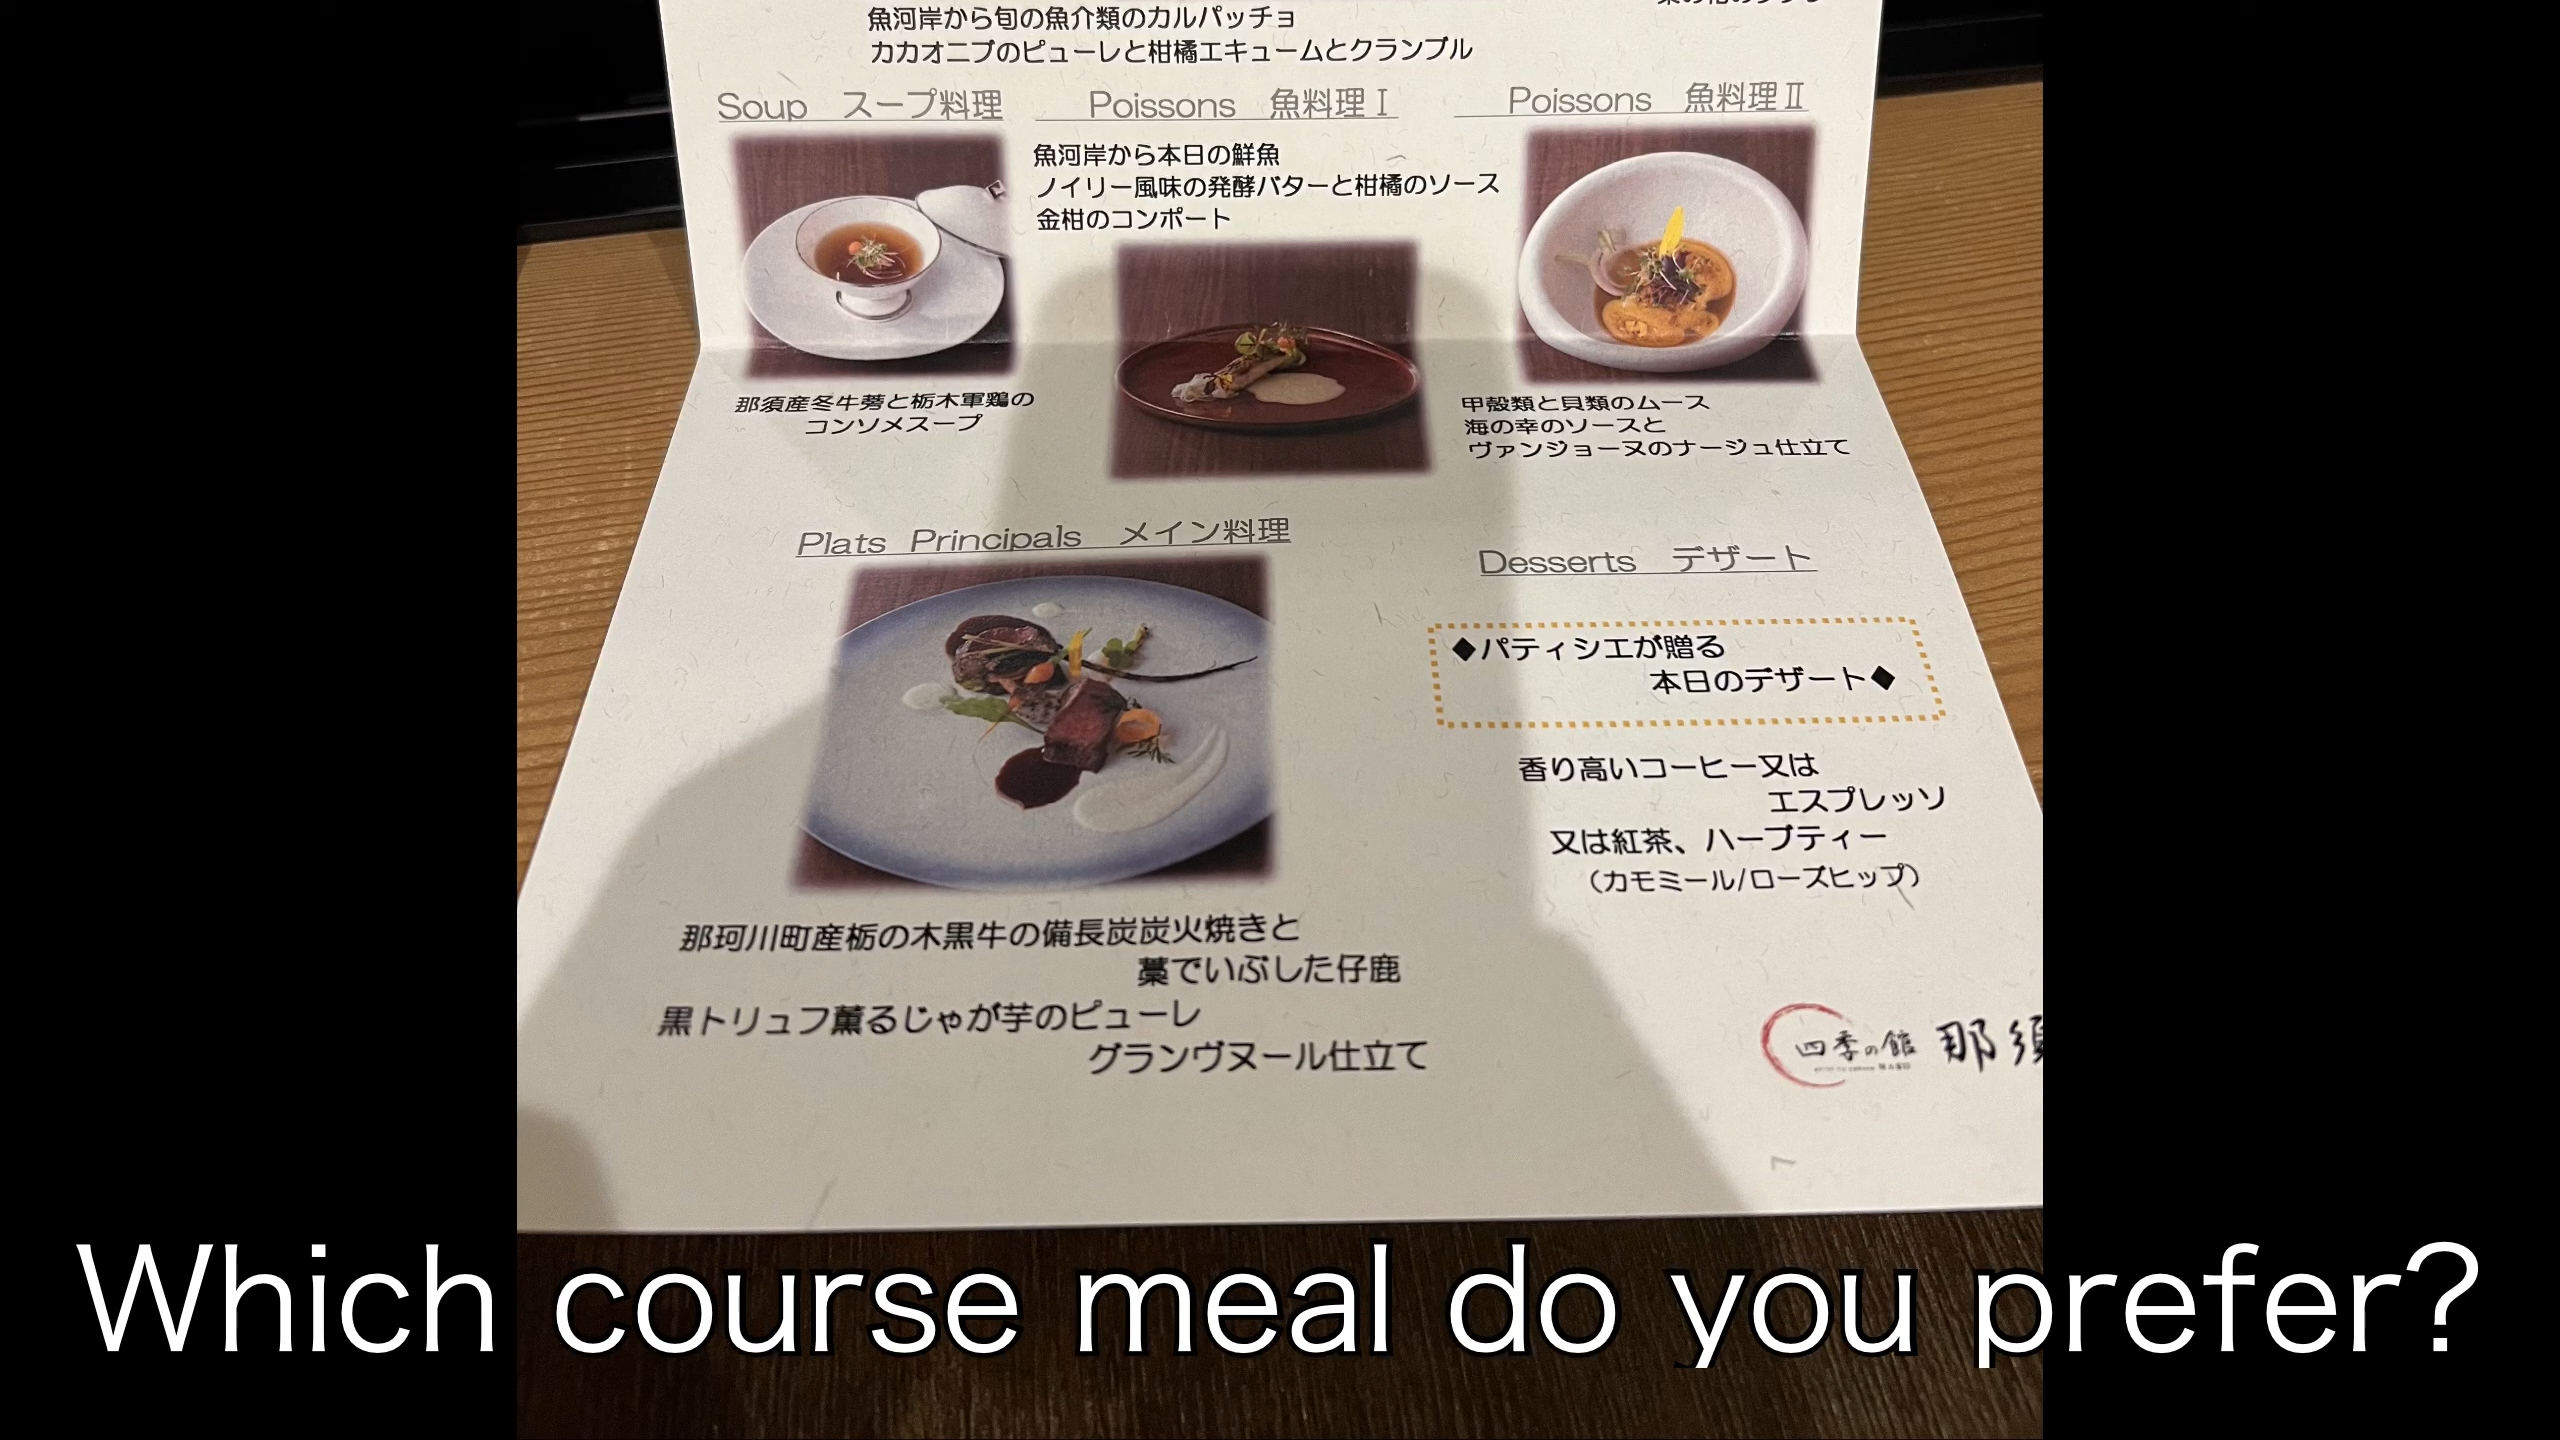 魚河岸から旬の魚介類のカルパッチョ
カカオニブのピューレと柑橘エキュームとクランブル
Soup スープ料理
Poissons 魚料理Ⅰ
Poissons 魚料理Ⅱ
魚河岸から本日の鮮魚
ノイリー風味の発酵バターと柑橘のソース
金柑のコンポート
那須産冬牛蒡と栃木軍鶏の
コンソメスープ
甲殻類と貝類のムース
海の幸のソースと
ヴァンジョーヌのナージュ仕立て
Plats Principals メイン料理
Desserts デザート
◆パティシエが贈る
本日のデザート◆
香り高いコーヒー又は
エスプレッソ
又は紅茶、ハーブティー
（カモミール/ローズヒップ）
那珂川町産栃の木黒牛の備長炭炭火焼きと
藁でいぶした仔鹿
黒トリュフ薫るじゃが芋のピューレ
グランヴヌール仕立て
四季の館 那須
Which course meal do you prefer?